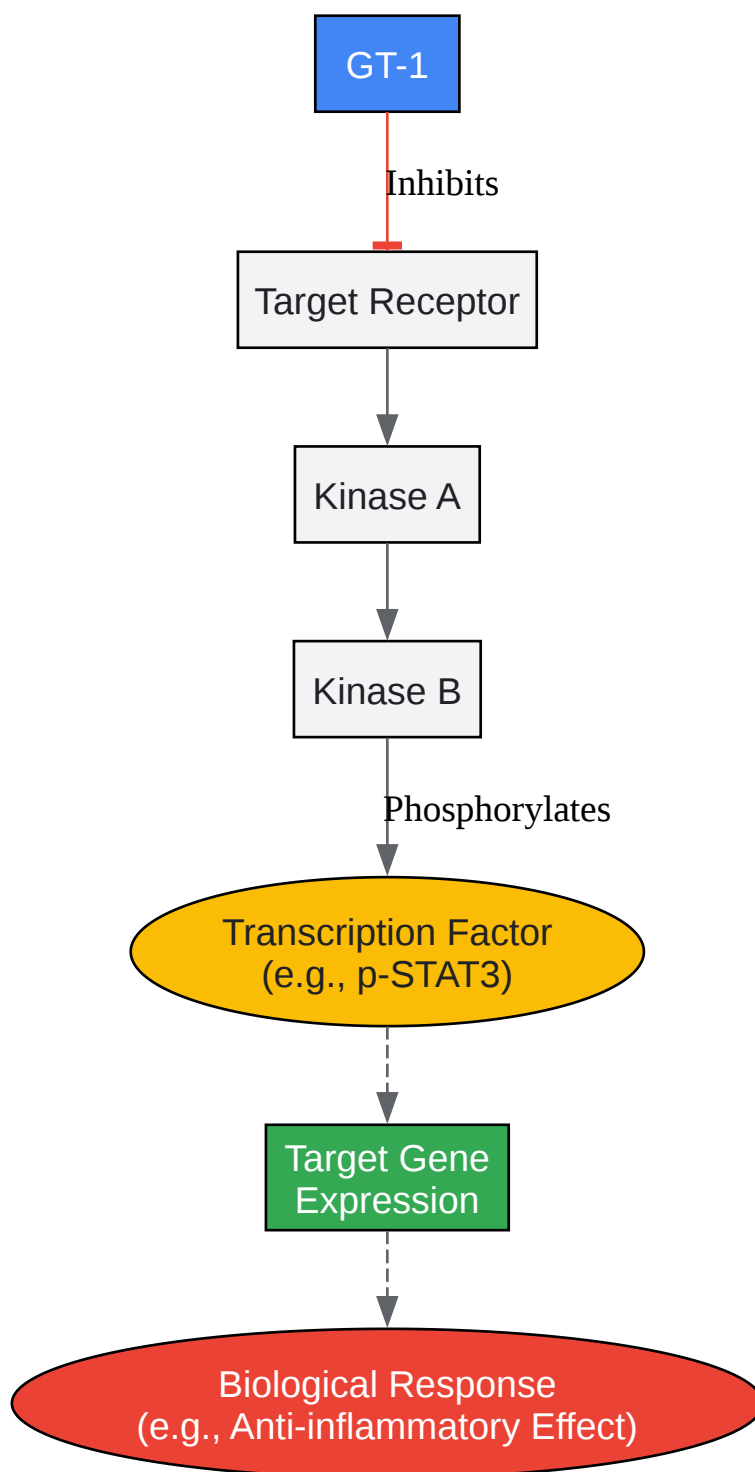 GT-1
Inhibits
Target Receptor
Kinase A
Kinase B
Phosphorylates
Transcription Factor
(e.g., p-STAT3)
Target Gene
Expression
Biological Response
(e.g., Anti-inflammatory Effect)